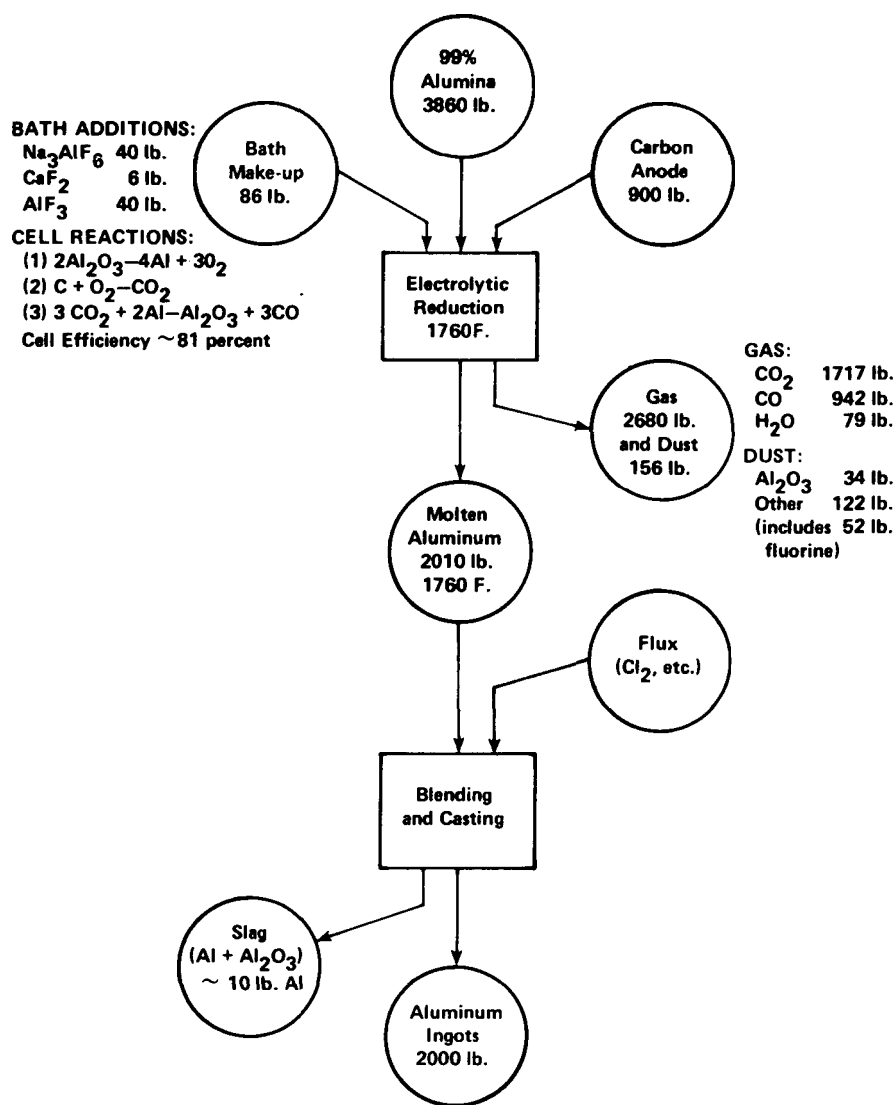 99%
Alumina
3860 lb.
BATH ADDITIONS:
Na3AlF6 40 lb.
CaF2 6 lb.
AlF3 40 lb.
Bath
Make-up
86 lb.
Carbon
Anode
900 lb.
CELL REACTIONS:
(1) 2Al2O3—4Al + 3O2
(2) C + O2—CO2
(3) 3 CO2 + 2Al—Al2O3 + 3CO
Cell Efficiency ~81 percent
Electrolytic
Reduction
1760F.
Gas
2680 lb.
and Dust
156 lb.
GAS:
CO2 1717 lb.
CO 942 lb.
H2O 79 lb.
DUST:
Al2O3 34 lb.
Other 122 lb.
(includes 52 lb.
fluorine)
Molten
Aluminum
2010 lb.
1760 F.
Flux
(Cl2, etc.)
Blending
and Casting
Slag
(Al + Al2O3)
~ 10 lb. Al
Aluminum
Ingots
2000 lb.